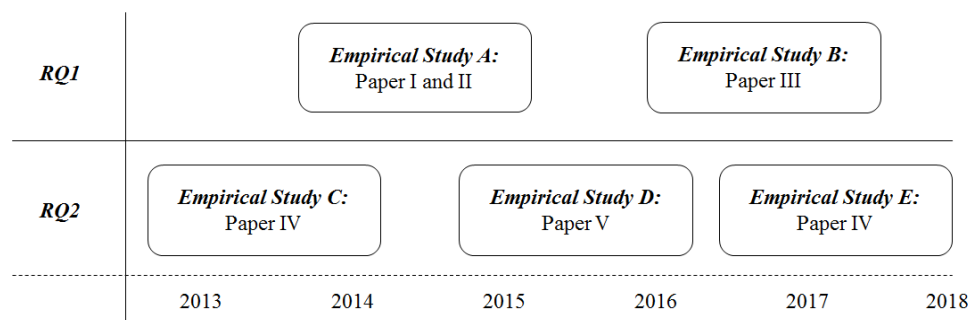 RQ1
Empirical Study A:
Paper I and II
Empirical Study B:
Paper III
RQ2
Empirical Study C:
Paper IV
Empirical Study D:
Paper V
Empirical Study E:
Paper IV
2013 2014 2015 2016 2017 2018